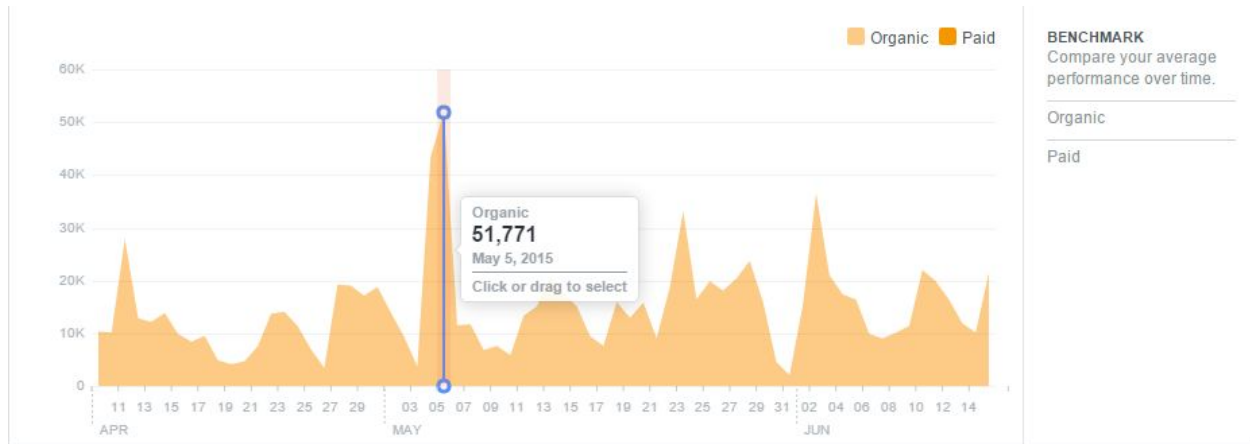 Organic Paid
60K
50K
40K
30K
20K
10K
0
Organic
51,771
May 5, 2015
Click or drag to select
11 13 15 17 19 21 23 25 27 29 03 05 07 09 11 13 15 17 19 21 23 25 27 29 31 02 04 06 08 10 12 14
APR MAY JUN
BENCHMARK
Compare your average
performance over time.
Organic
Paid